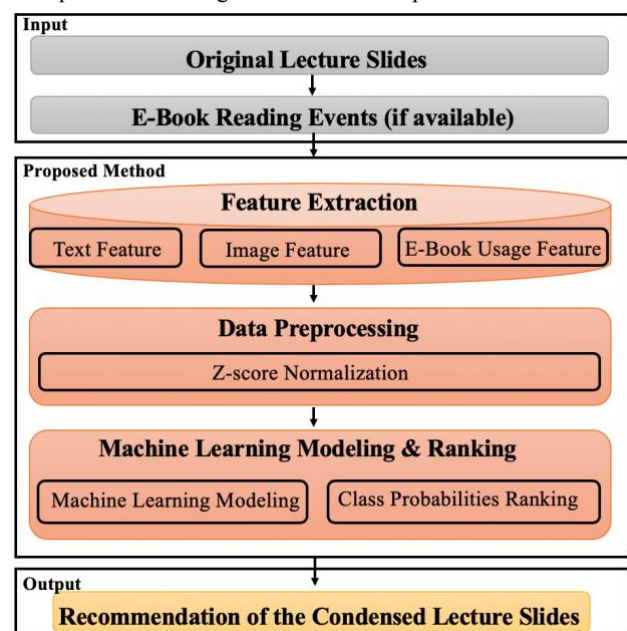 Input
Original Lecture Slides
E-Book Reading Events (if available)
Proposed Method
Feature Extraction
Text Feature
Image Feature
E-Book Usage Feature
Data Preprocessing
Z-score Normalization
Machine Learning Modeling & Ranking
Machine Learning Modeling
Class Probabilities Ranking
Output
Recommendation of the Condensed Lecture Slides